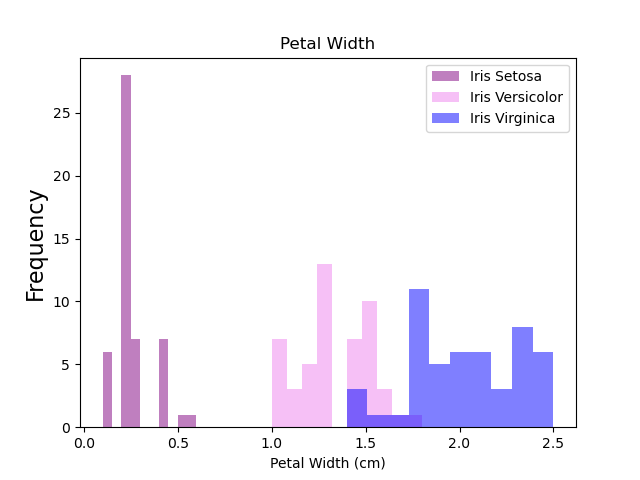 Petal Width
Iris Setosa
Iris Versicolor
Iris Virginica
Frequency
25
20
15
10
5
0
0.0 0.5 1.0 1.5 2.0 2.5
Petal Width (cm)